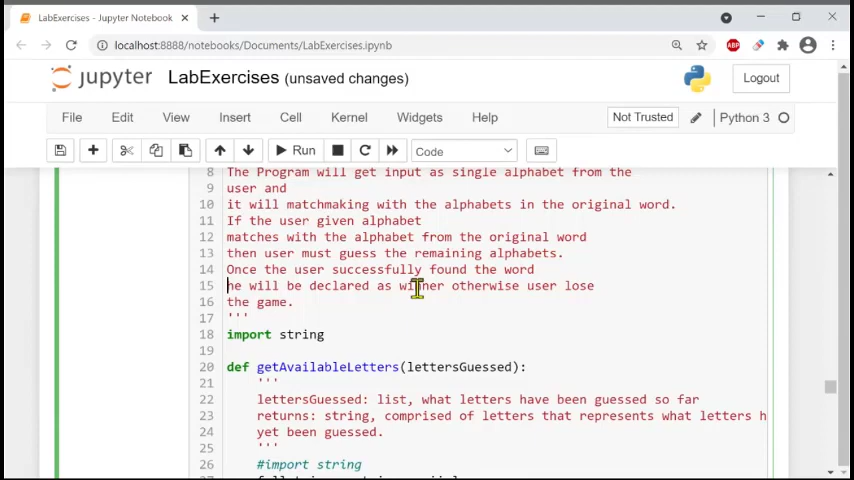 LabExercises - Jupyter Notebook
localhost:8888/notebooks/Documents/LabExercises.ipynb
ABP
jupyter LabExercises (unsaved changes)
Logout
File Edit View Insert Cell Kernel Widgets Help
Not Trusted
Python 3
Run
Code
8 The Program will get input as single alphabet from the
9 user and
10 it will matchmaking with the alphabets in the original word.
11 If the user given alphabet
12 matches with the alphabet from the original word
13 then user must guess the remaining alphabets.
14 Once the user successfully found the word
15 he will be declared as winner otherwise user lose
16 the game.
17 '''
18 import string
19
20 def getAvailableLetters(lettersGuessed):
21 '''
22 lettersGuessed: list, what letters have been guessed so far
23 returns: string, comprised of letters that represents what letters h
24 yet been guessed.
25 '''
26 #import string